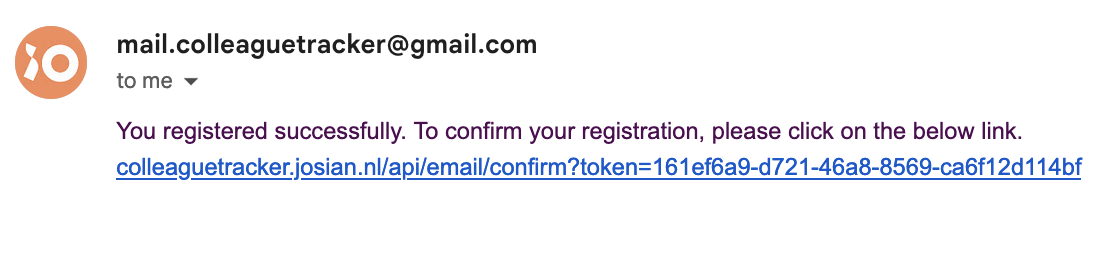 mail.colleaguetracker@gmail.com
to me
You registered successfully. To confirm your registration, please click on the below link.
colleaguetracker.josian.nl/api/email/confirm?token=161ef6a9-d721-46a8-8569-ca6f12d114bf